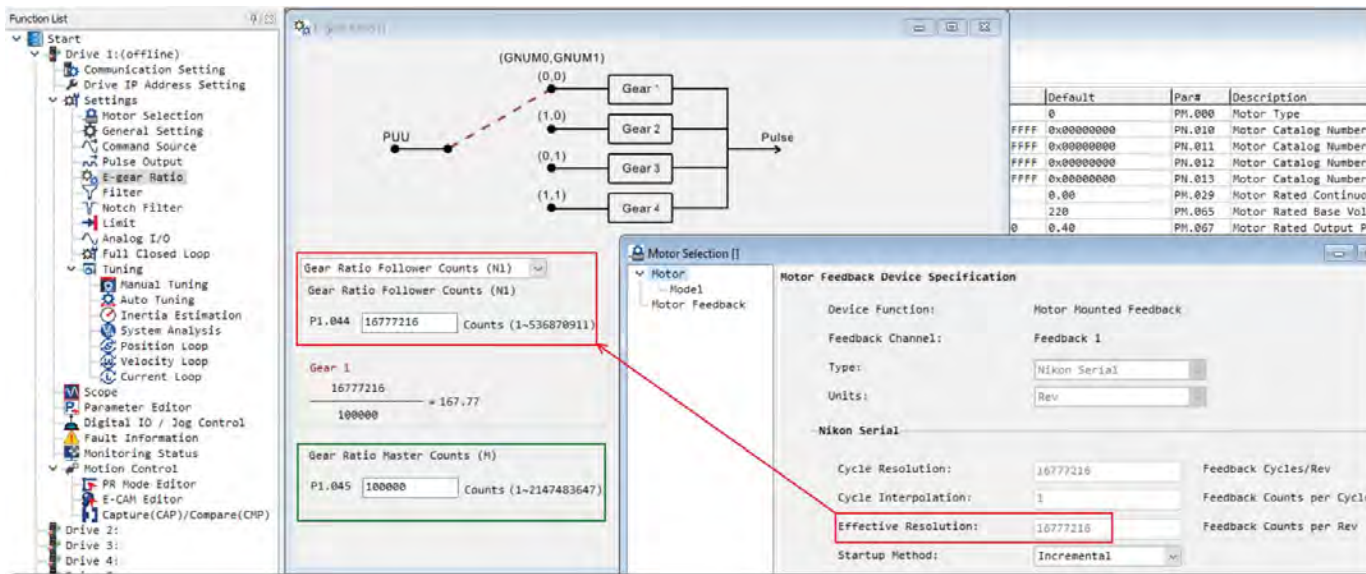 Function List
Start
Drive 1:(offline)
Communication Setting
Drive IP Address Setting
Settings
Motor Selection
General Setting
Command Source
Pulse Output
E-gear Ratio
Filter
Notch Filter
Limit
Analog I/O
Full Closed Loop
Tuning
Manual Tuning
Auto Tuning
Inertia Estimation
System Analysis
Position Loop
Velocity Loop
Current Loop
Scope
Parameter Editor
Digital IO / Jog Control
Fault Information
Monitoring Status
Motion Control
PR Mode Editor
E-CAM Editor
Capture(CAP)/Compare(CMP)
Drive 2:
Drive 3:
Drive 4:
(GNUM0,GNUM1)
(0,0)
Gear 1
(1,0)
Gear 2
PUU
Pulse
(0,1)
Gear 3
(1,1)
Gear 4
Gear Ratio Follower Counts (N1)
Gear Ratio Follower Counts (N1)
P1.044 16777216 Counts (1~536870911)
Gear 1
16777216
= 167.77
100000
Gear Ratio Master Counts (M)
P1.045 100000 Counts (1~2147483647)
Default Par# Description
0 PM.000 Motor Type
FFFF 0x00000000 PN.010 Motor Catalog Number
FFFF 0x00000000 PN.011 Motor Catalog Number
FFFF 0x00000000 PN.012 Motor Catalog Number
FFFF 0x00000000 PN.013 Motor Catalog Number
0.00 PM.029 Motor Rated Continuo
220 PM.065 Motor Rated Base Vol
0 0.40 PM.067 Motor Rated Output P
Motor Selection []
Motor
Model
Motor Feedback
Motor Feedback Device Specification
Device Function: Motor Mounted Feedback
Feedback Channel: Feedback 1
Type: Nikon Serial
Units: Rev
Nikon Serial
Cycle Resolution: 16777216 Feedback Cycles/Rev
Cycle Interpolation: 1 Feedback Counts per Cycl
Effective Resolution: 16777216 Feedback Counts per Rev
Startup Method: Incremental